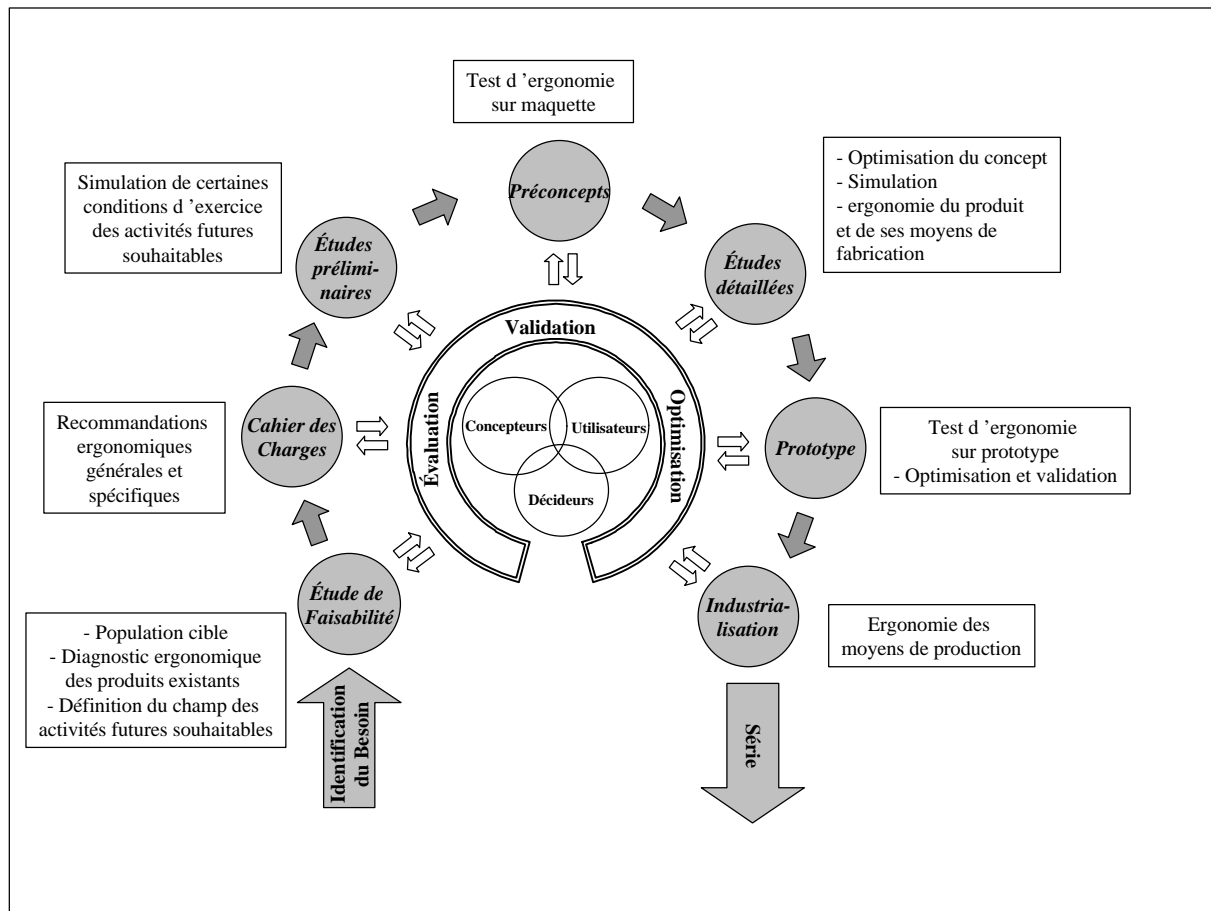 Test d ’ergonomie
sur maquette
Préconcepts
Simulation de certaines
conditions d ’exercice
des activités futures
souhaitables
Études
prélimi-
naires
- Optimisation du concept
- Simulation
- ergonomie du produit
et de ses moyens de
fabrication
Études
détaillées
Recommandations
ergonomiques
générales et
spécifiques
Cahier des
Charges
Évaluation
Validation
Optimisation
Concepteurs
Utilisateurs
Décideurs
Prototype
Test d ’ergonomie
sur prototype
- Optimisation et validation
- Population cible
- Diagnostic ergonomique
des produits existants
- Définition du champ des
activités futures souhaitables
Étude de
Faisabilité
Identification
du Besoin
Industria-
lisation
Ergonomie des
moyens de production
Série